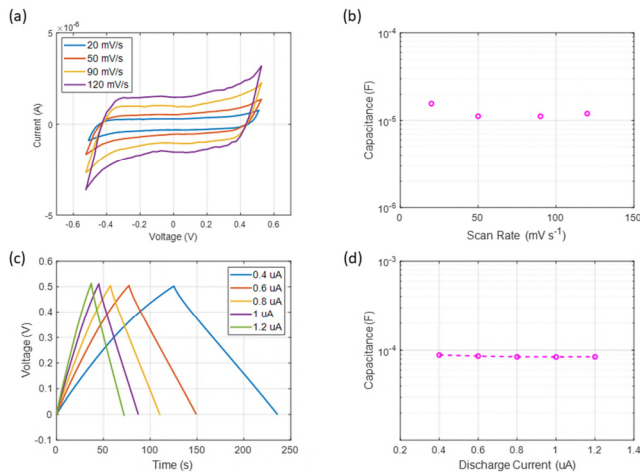 (a)
×10⁻⁶
5
0
-5
Current (A)
20 mV/s
50 mV/s
90 mV/s
120 mV/s
-0.6 -0.4 -0.2 0 0.2 0.4 0.6
Voltage (V)
(b)
10⁻⁴
10⁻⁵
10⁻⁶
Capacitance (F)
0 50 100 150
Scan Rate (mV s⁻¹)
(c)
0.5
0.4
0.3
0.2
0.1
0
-0.1
Voltage (V)
0.4 uA
0.6 uA
0.8 uA
1 uA
1.2 uA
0 50 100 150 200 250
Time (s)
(d)
10⁻³
10⁻⁴
Capacitance (F)
0.2 0.4 0.6 0.8 1.0 1.2 1.4
Discharge Current (uA)